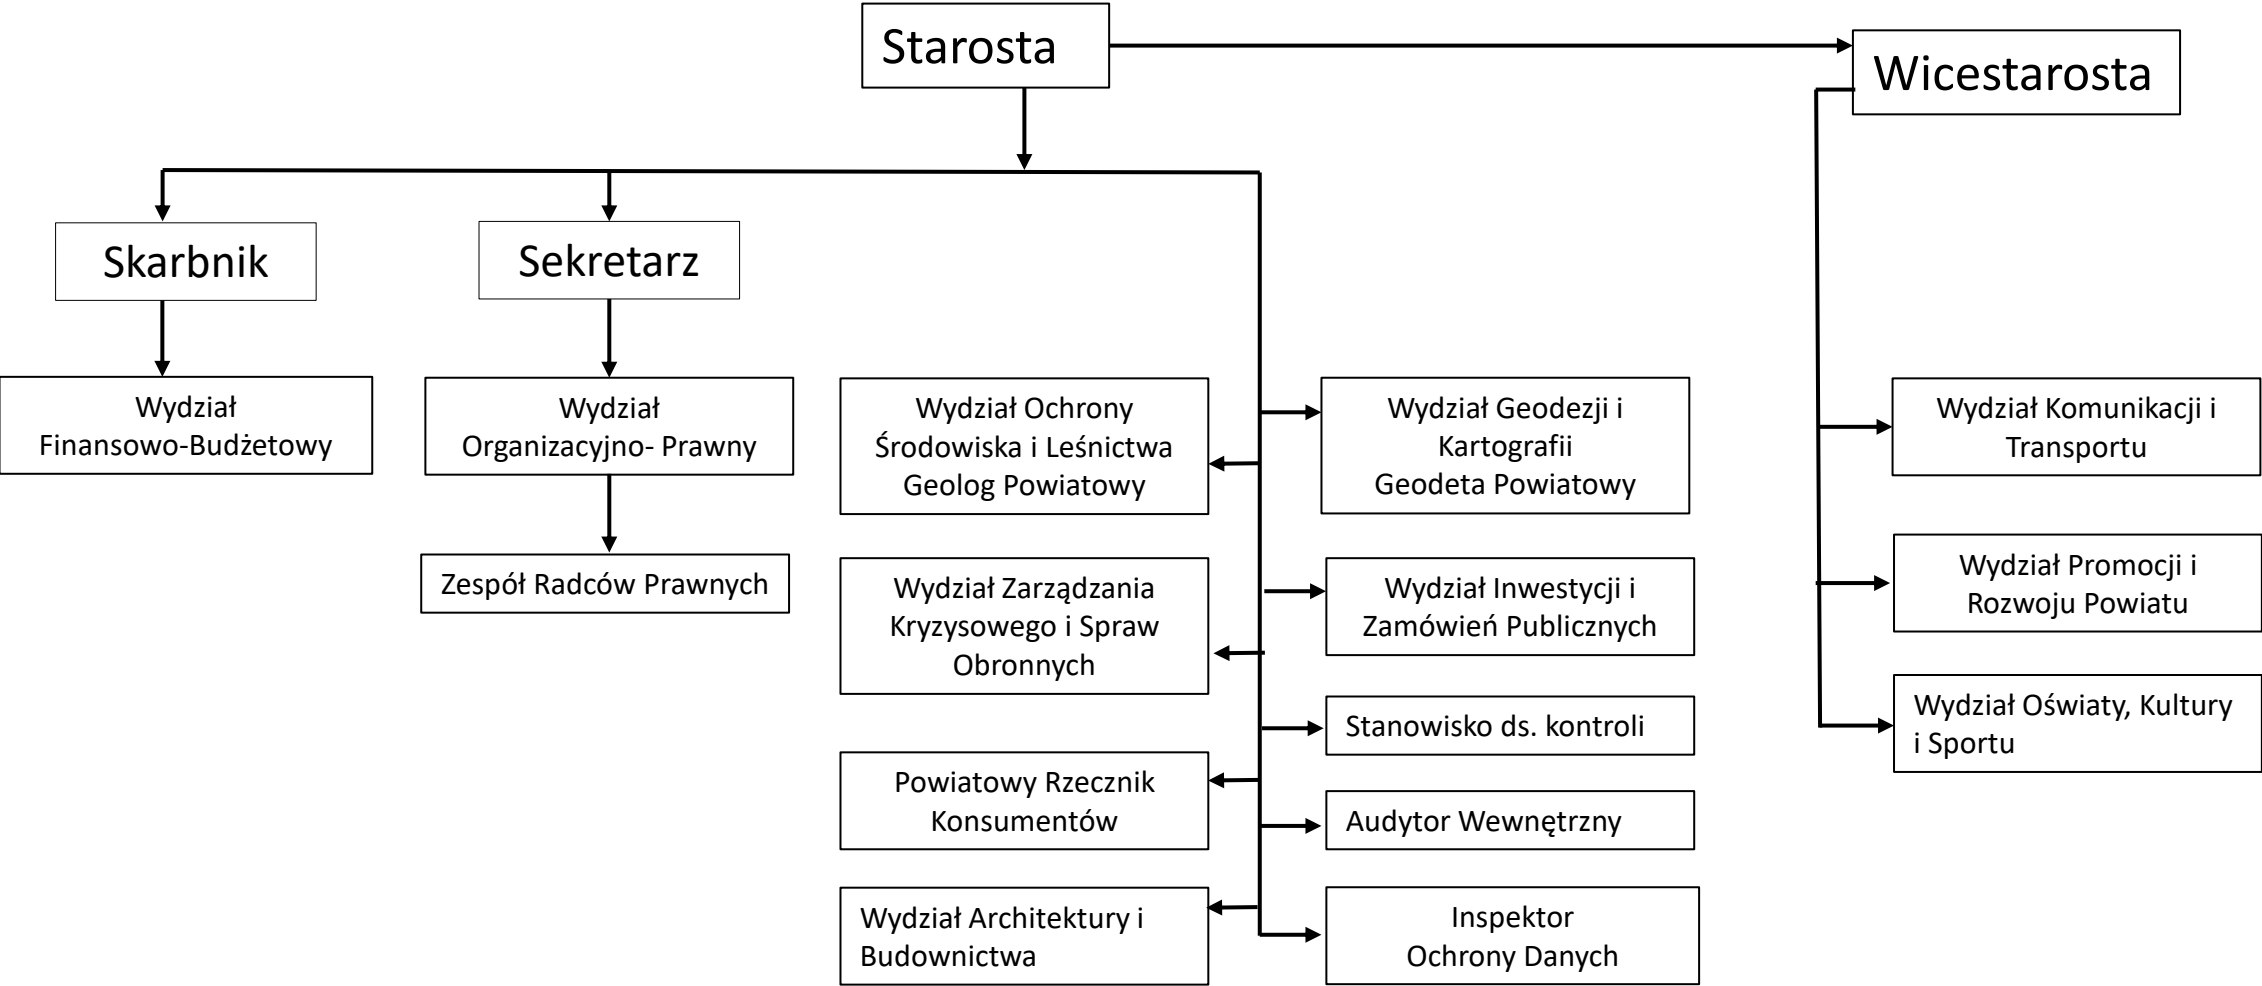 Starosta
Wicestarosta
Skarbnik
Sekretarz
Wydział
Finansowo-Budżetowy
Wydział
Organizacyjno- Prawny
Zespół Radców Prawnych
Wydział Ochrony
Środowiska i Leśnictwa
Geolog Powiatowy
Wydział Zarządzania
Kryzysowego i Spraw
Obronnych
Powiatowy Rzecznik
Konsumentów
Wydział Architektury i
Budownictwa
Wydział Geodezji i
Kartografii
Geodeta Powiatowy
Wydział Inwestycji i
Zamówień Publicznych
Stanowisko ds. kontroli
Audytor Wewnętrzny
Inspektor
Ochrony Danych
Wydział Komunikacji i
Transportu
Wydział Promocji i
Rozwoju Powiatu
Wydział Oświaty, Kultury
i Sportu